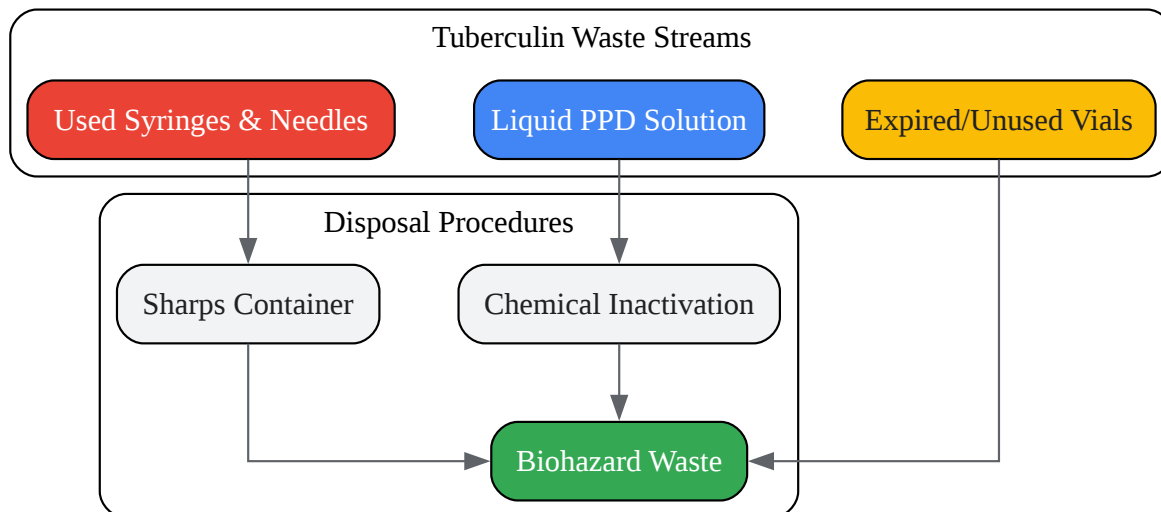 Tuberculin Waste Streams
Used Syringes & Needles
Liquid PPD Solution
Expired/Unused Vials
Disposal Procedures
Sharps Container
Chemical Inactivation
Biohazard Waste